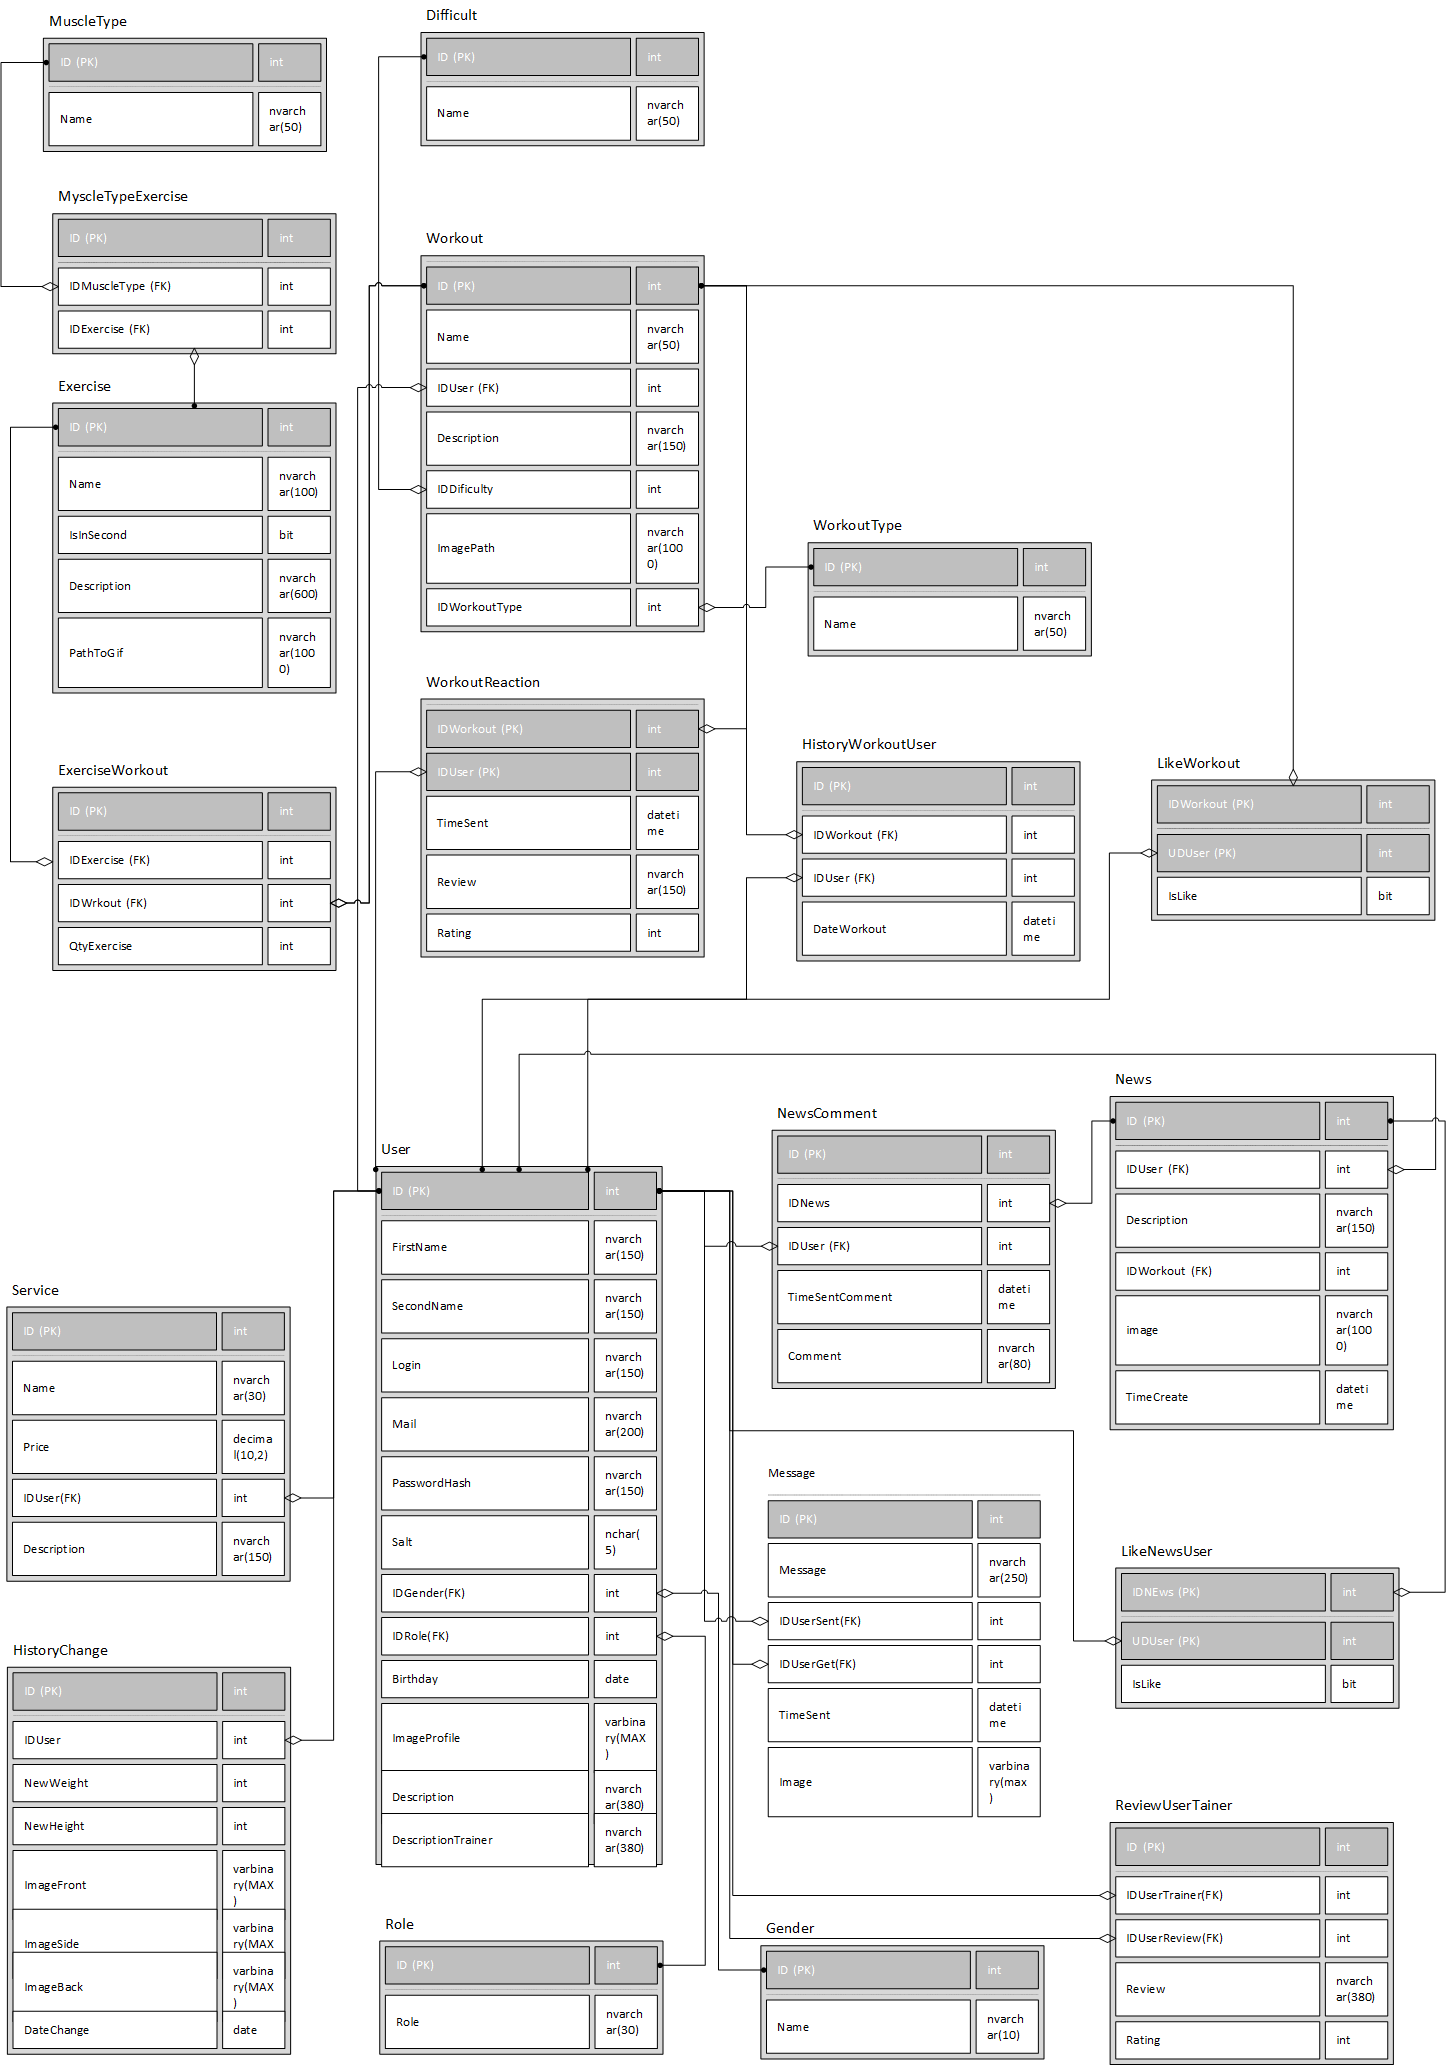 MuscleType
ID (PK)
int
Name
nvarch
ar(50)
Difficult
ID (PK)
int
Name
nvarch
ar(50)
MyscleTypeExercise
ID (PK)
int
IDMuscleType (FK)
int
IDExercise (FK)
int
Workout
ID (PK)
int
Name
nvarch
ar(50)
IDUser (FK)
int
Description
nvarch
ar(150)
IDDificulty
int
ImagePath
nvarch
ar(100
0)
IDWorkoutType
int
Exercise
ID (PK)
int
Name
nvarch
ar(100)
IsInSecond
bit
Description
nvarch
ar(600)
PathToGif
nvarch
ar(100
0)
WorkoutType
ID (PK)
int
Name
nvarch
ar(50)
WorkoutReaction
IDWorkout (PK)
int
IDUser (PK)
int
TimeSent
dateti
me
Review
nvarch
ar(150)
Rating
int
HistoryWorkoutUser
ID (PK)
int
IDWorkout (FK)
int
IDUser (FK)
int
DateWorkout
dateti
me
LikeWorkout
IDWorkout (PK)
int
UDUser (PK)
int
IsLike
bit
ExerciseWorkout
ID (PK)
int
IDExercise (FK)
int
IDWrkout (FK)
int
QtyExercise
int
News
ID (PK)
int
IDUser (FK)
int
Description
nvarch
ar(150)
IDWorkout (FK)
int
image
nvarch
ar(100
0)
TimeCreate
dateti
me
NewsComment
ID (PK)
int
IDNews
int
IDUser (FK)
int
TimeSentComment
dateti
me
Comment
nvarch
ar(80)
User
ID (PK)
int
FirstName
nvarch
ar(150)
SecondName
nvarch
ar(150)
Login
nvarch
ar(150)
Mail
nvarch
ar(200)
PasswordHash
nvarch
ar(150)
Salt
nchar(
5)
IDGender(FK)
int
IDRole(FK)
int
Birthday
date
ImageProfile
varbina
ry(MAX
)
Description
nvarch
ar(380)
DescriptionTrainer
nvarch
ar(380)
Service
ID (PK)
int
Name
nvarch
ar(30)
Price
decima
l(10,2)
IDUser(FK)
int
Description
nvarch
ar(150)
Message
ID (PK)
int
Message
nvarch
ar(250)
IDUserSent(FK)
int
IDUserGet(FK)
int
TimeSent
dateti
me
Image
varbina
ry(max
)
LikeNewsUser
IDNEws (PK)
int
UDUser (PK)
int
IsLike
bit
HistoryChange
ID (PK)
int
IDUser
int
NewWeight
int
NewHeight
int
ImageFront
varbina
ry(MAX
)
ImageSide
varbina
ry(MAX
ImageBack
varbina
ry(MAX
)
DateChange
date
ReviewUserTainer
ID (PK)
int
IDUserTrainer(FK)
int
IDUserReview(FK)
int
Review
nvarch
ar(380)
Rating
int
Role
ID (PK)
int
Role
nvarch
ar(30)
Gender
ID (PK)
int
Name
nvarch
ar(10)